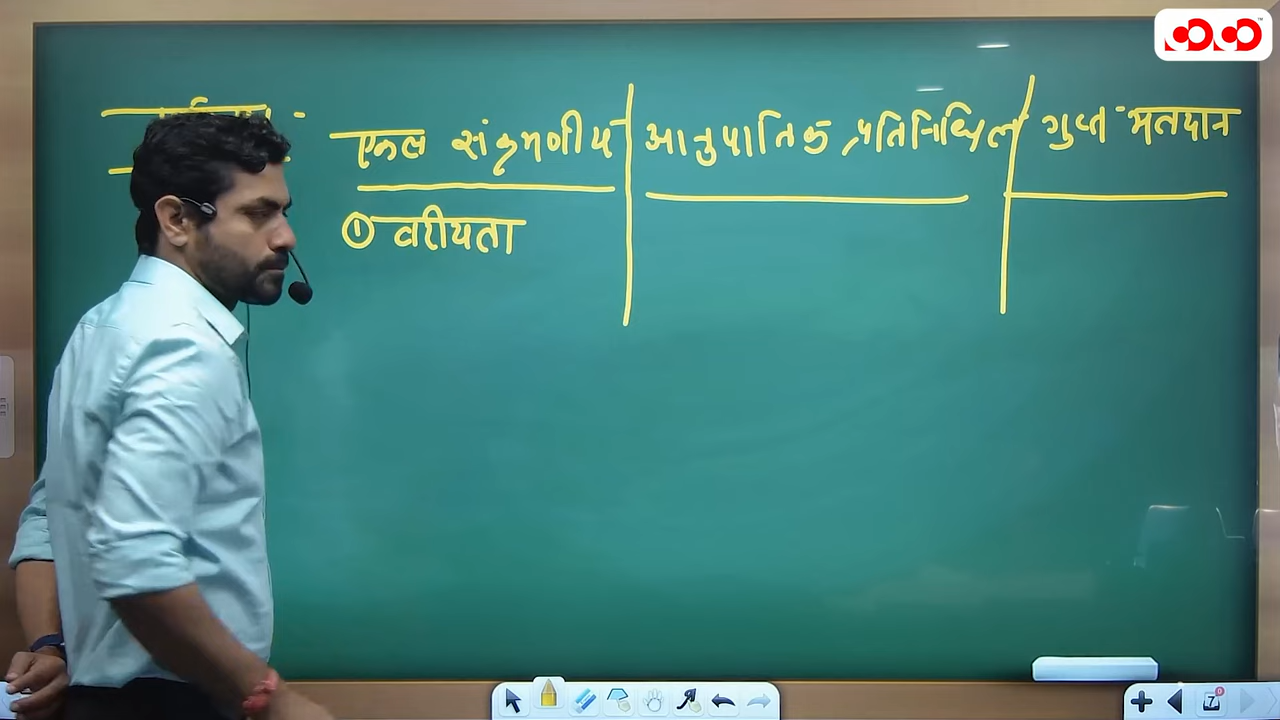 एकल संक्रमणीय | आनुपातिक प्रतिनिधित्व | गुप्त मतदान
① वरीयता